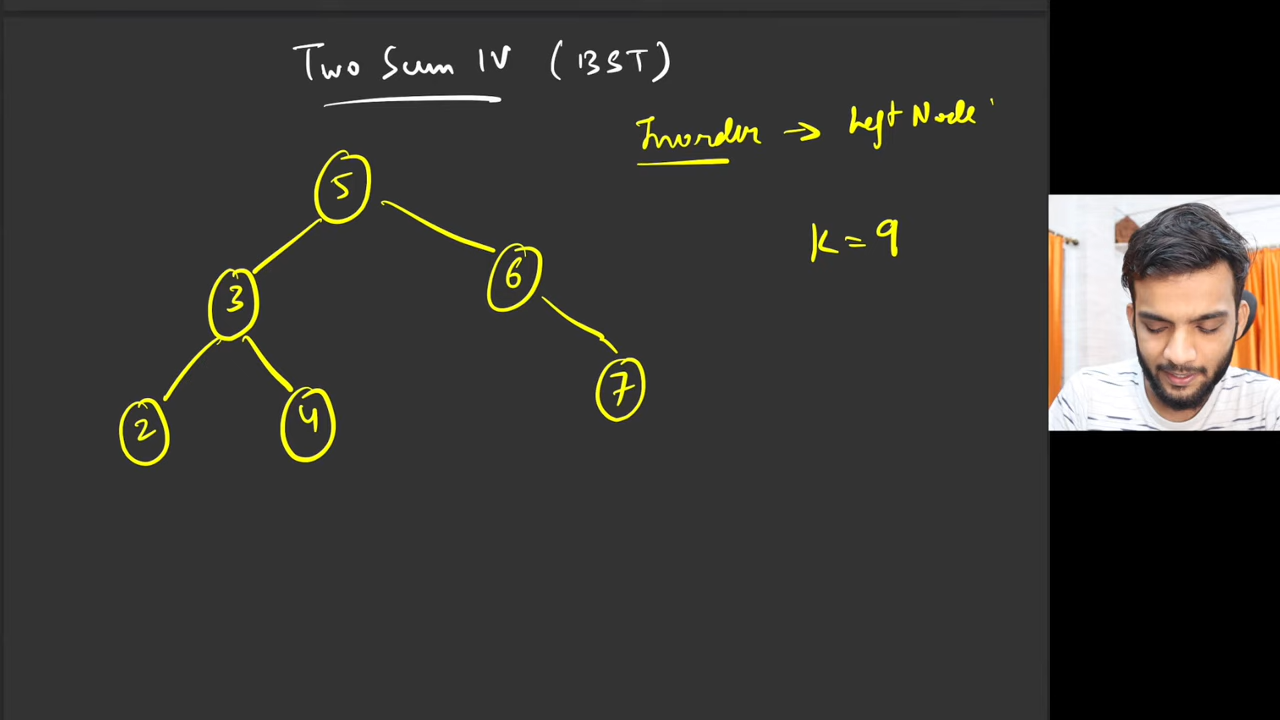 Two Sum IV (BST)
Inorder → Left Node
K = 9
5
3
6
2
4
7